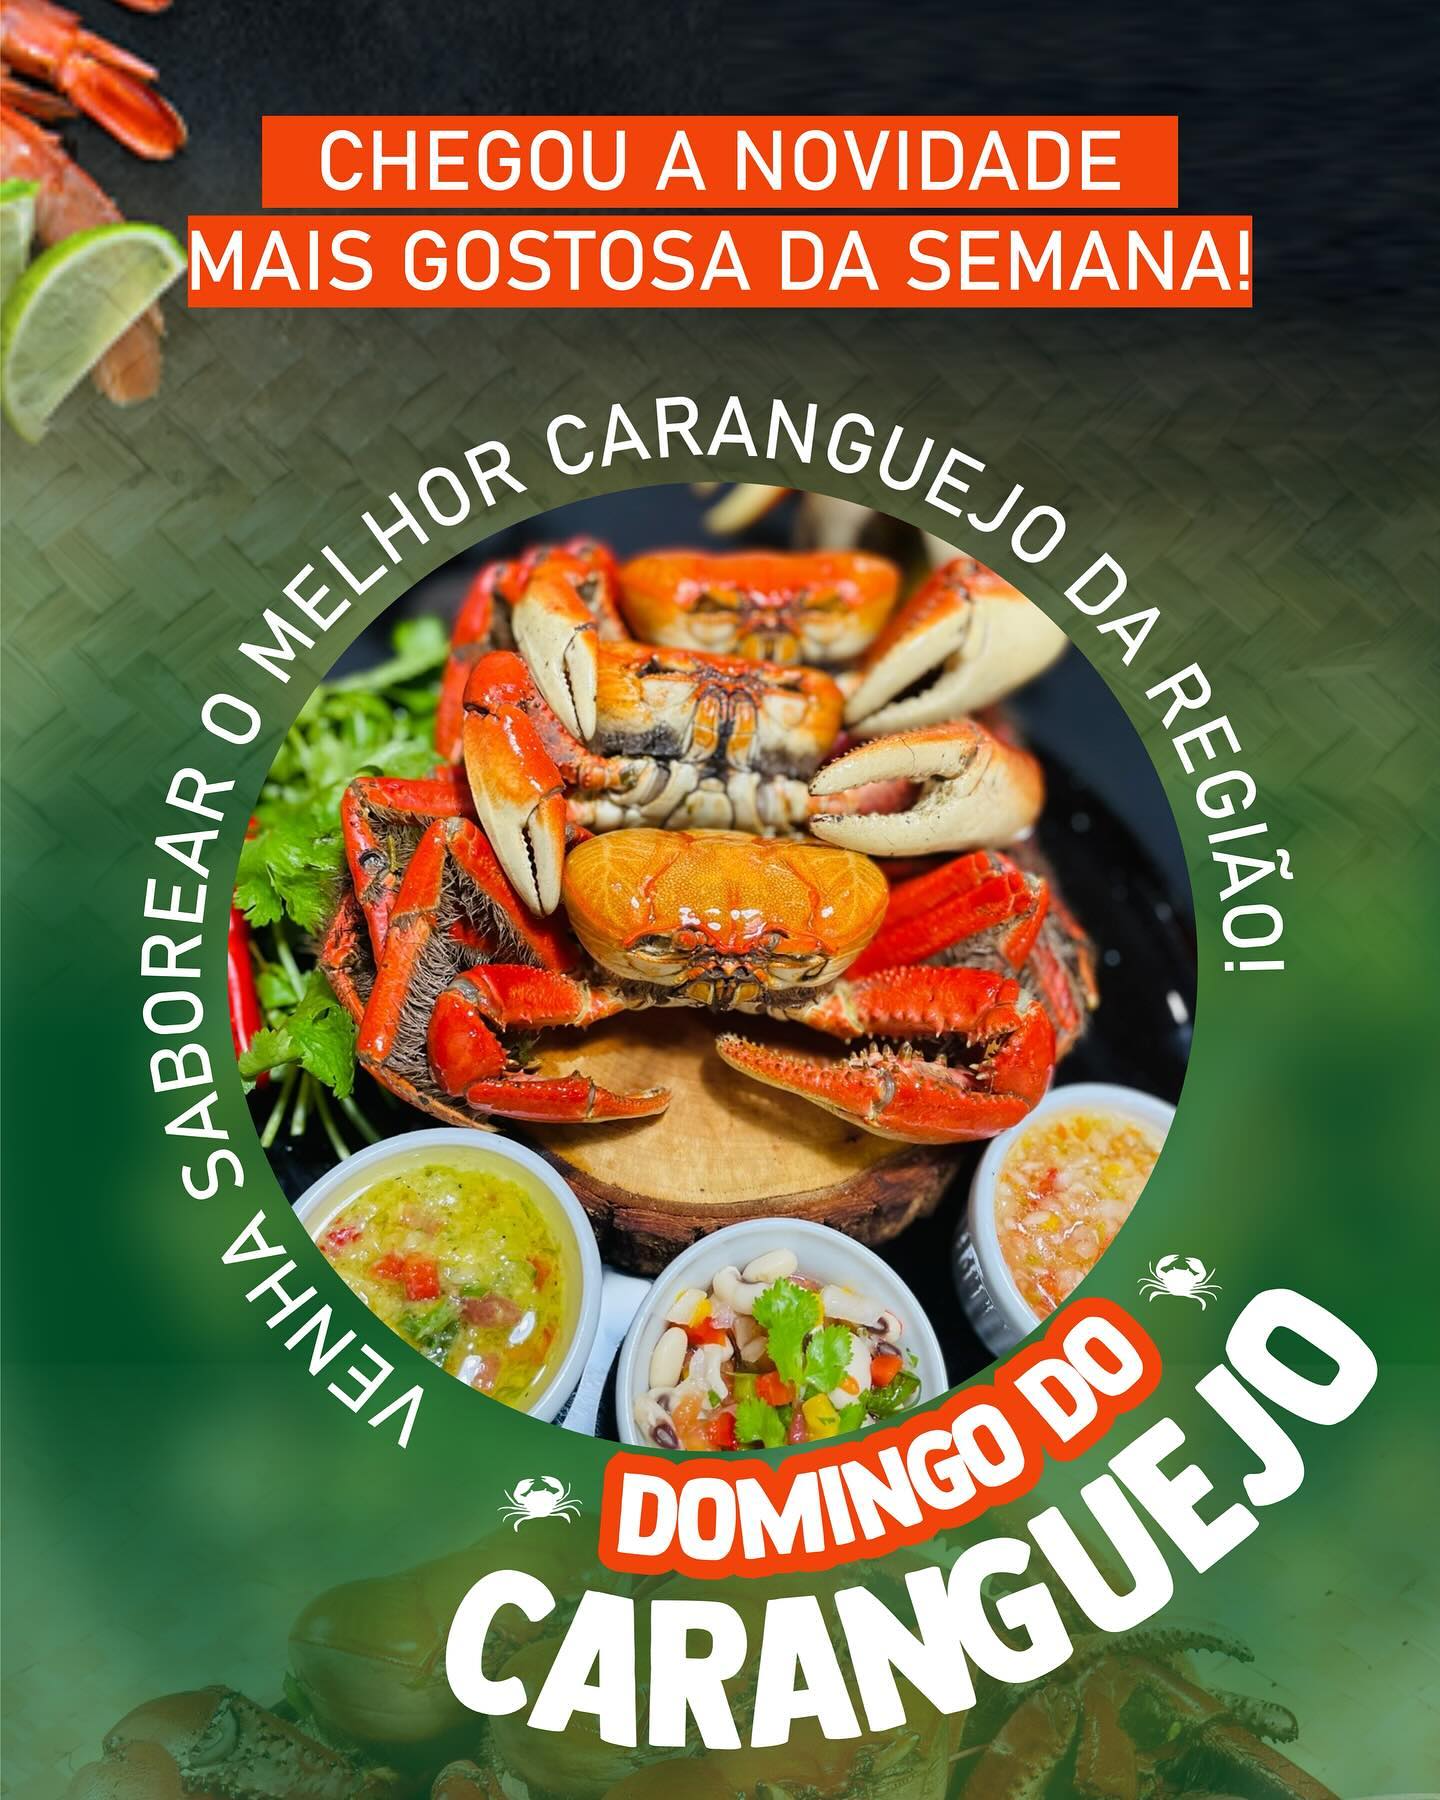 CHEGOU A NOVIDADE
MAIS GOSTOSA DA SEMANA!
VENHA SABOREAR O MELHOR CARANGUEJO DA REGIÃO!
DOMINGO DO
CARANGUEJO